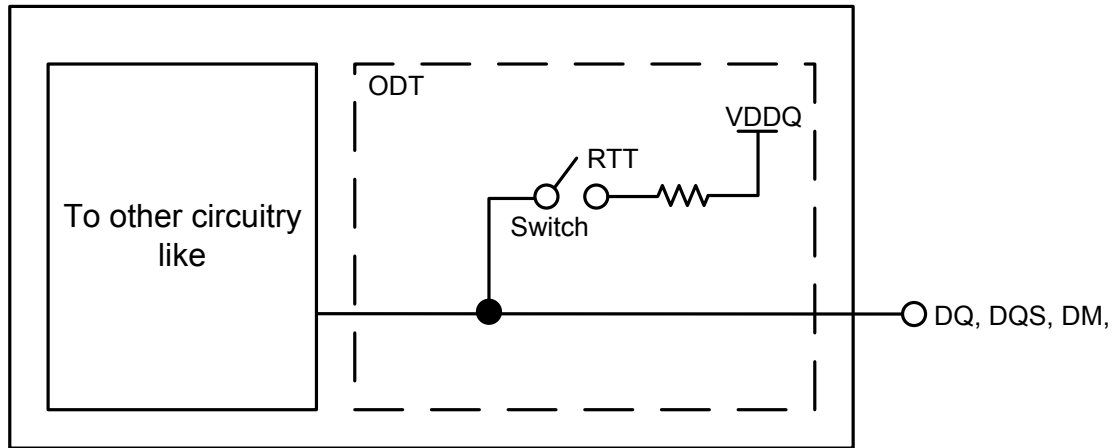 ODT
VDDQ
RTT
Switch
To other circuitry
like
DQ, DQS, DM,